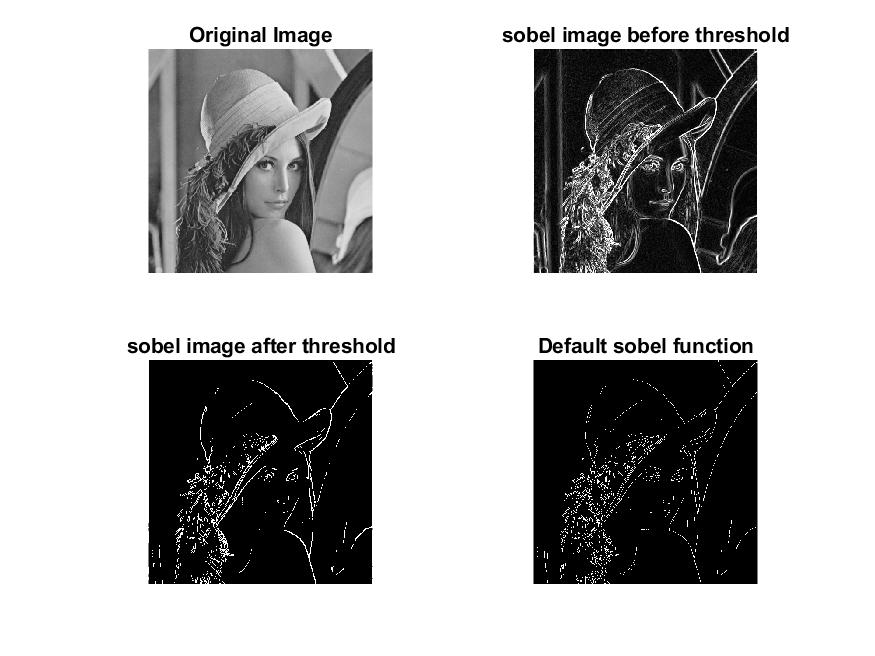 Original Image
sobel image before threshold
sobel image after threshold
Default sobel function